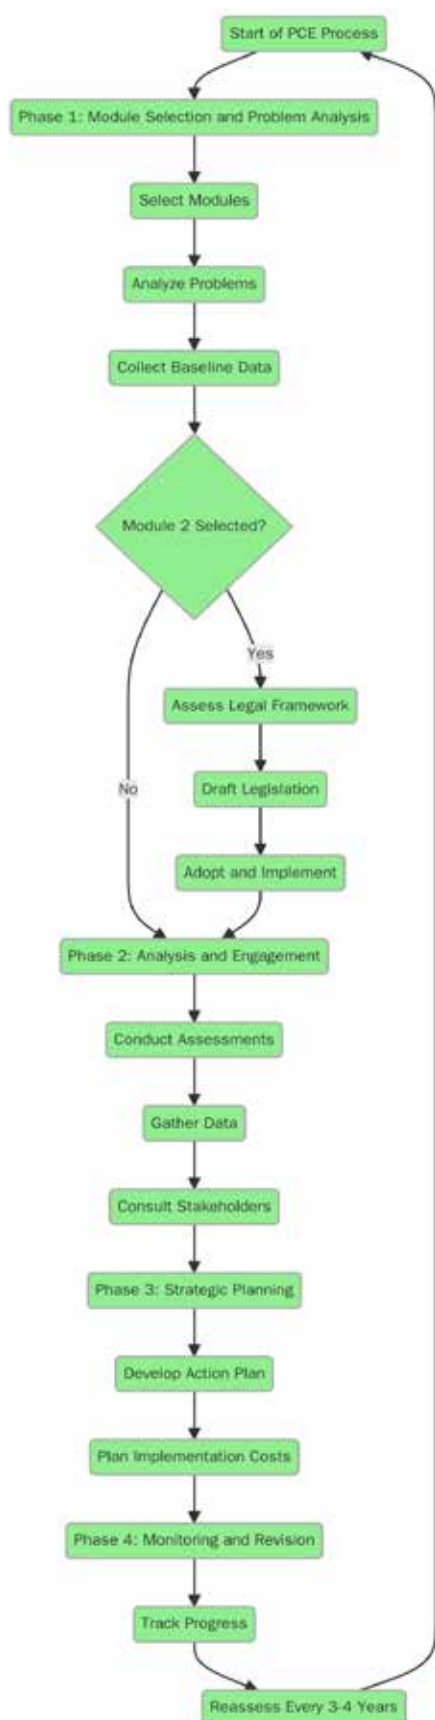 Start of PCE Process
Phase 1: Module Selection and Problem Analysis
Select Modules
Analyze Problems
Collect Baseline Data
Module 2 Selected?
Yes
Assess Legal Framework
Draft Legislation
No
Adopt and Implement
Phase 2: Analysis and Engagement
Conduct Assessments
Gather Data
Consult Stakeholders
Phase 3: Strategic Planning
Develop Action Plan
Plan Implementation Costs
Phase 4: Monitoring and Revision
Track Progress
Reassess Every 3-4 Years